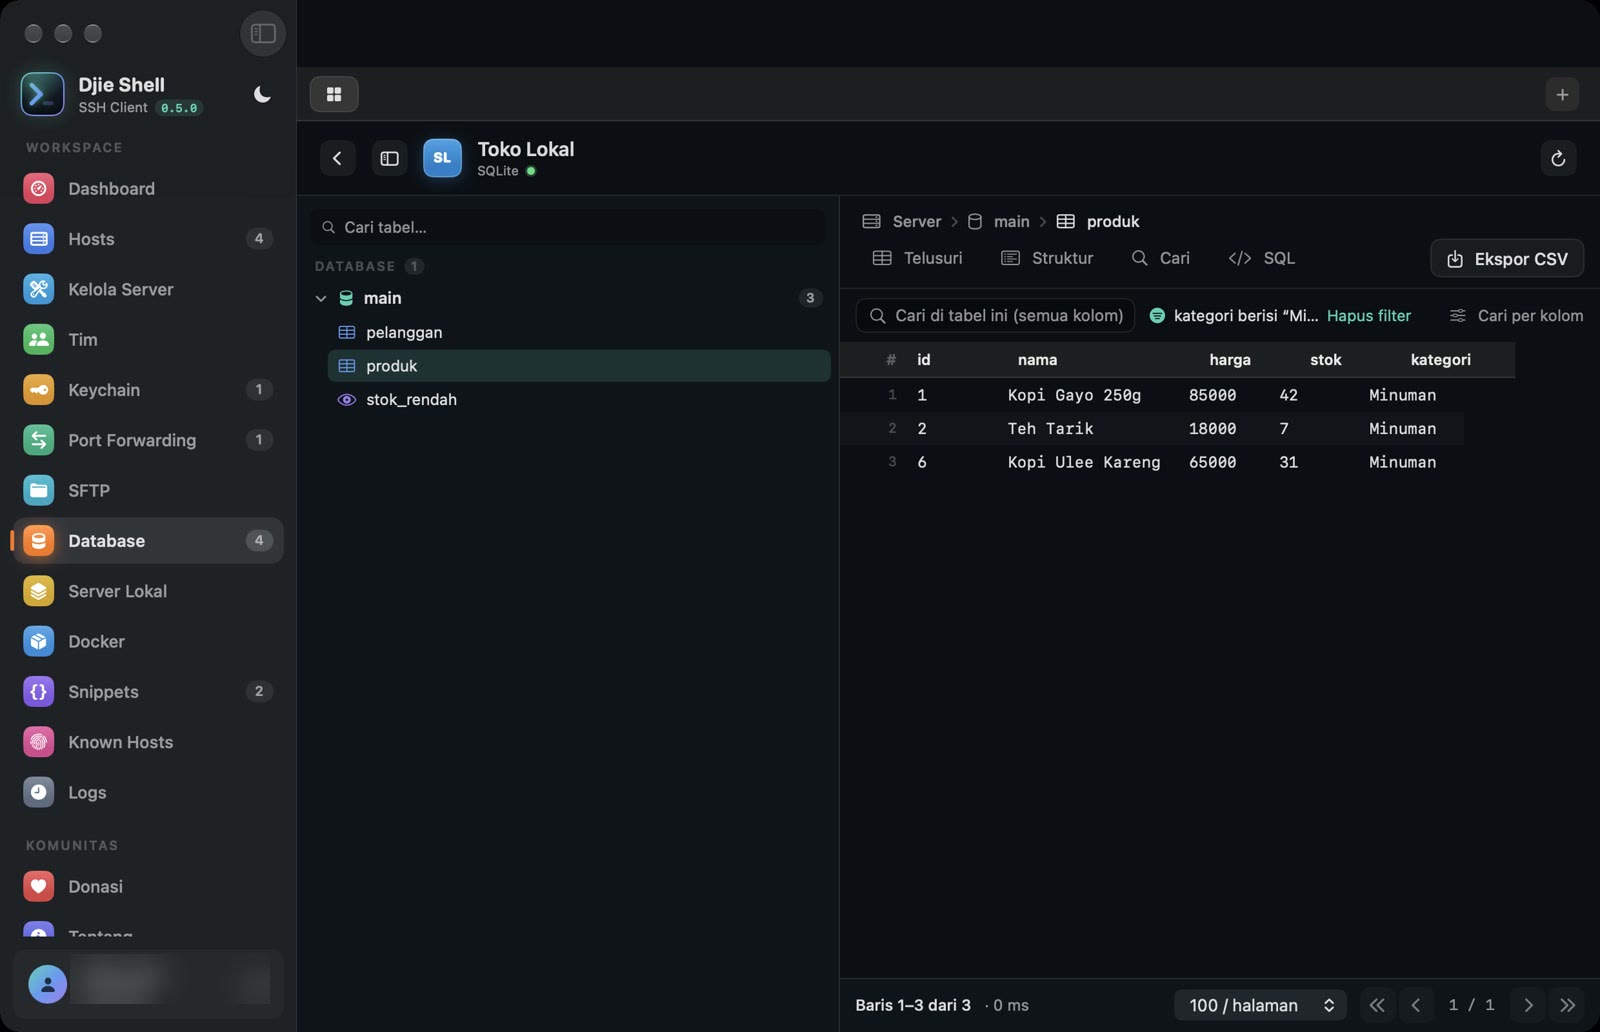 Djie Shell
SSH Client 0.5.0
WORKSPACE
Dashboard
Hosts 4
Kelola Server
Tim
Keychain 1
Port Forwarding 1
SFTP
Database 4
Server Lokal
Docker
Snippets 2
Known Hosts
Logs
KOMUNITAS
Donasi
Tentang
SL
Toko Lokal
SQLite
Cari tabel...
DATABASE 1
main 3
pelanggan
produk
stok_rendah
Server main produk
Telusuri Struktur Cari </> SQL Ekspor CSV
Cari di tabel ini (semua kolom) kategori berisi “Mi... Hapus filter Cari per kolom
# id nama harga stok kategori
1 1 Kopi Gayo 250g 85000 42 Minuman
2 2 Teh Tarik 18000 7 Minuman
3 6 Kopi Ulee Kareng 65000 31 Minuman
Baris 1–3 dari 3 · 0 ms 100 / halaman 1 / 1